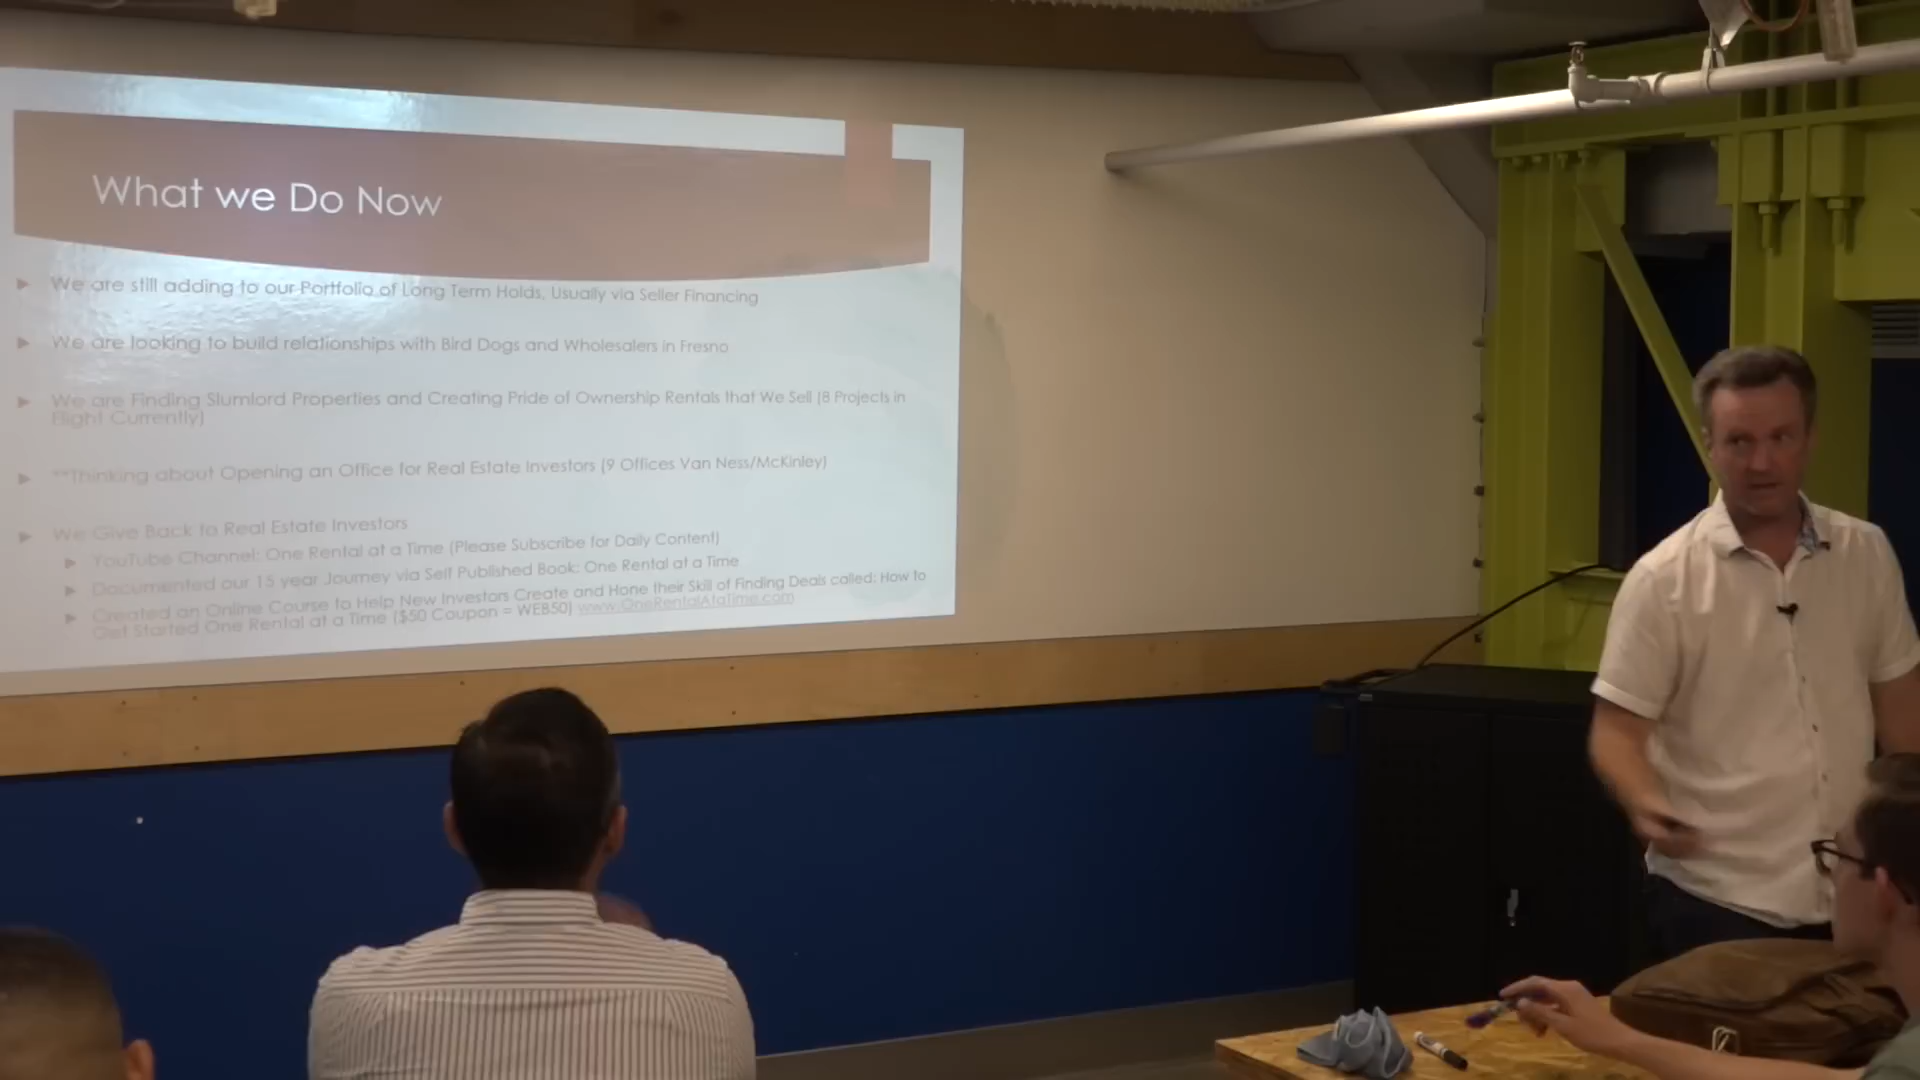 What we Do Now
We are still adding to our Portfolio of Long Term Holds, Usually via Seller Financing
We are looking to build relationships with Bird Dogs and Wholesalers in Fresno
We are Finding Slumlord Properties and Creating Pride of Ownership Rentals that We Sell (8 Projects in
Flight Currently)
**Thinking about Opening an Office for Real Estate Investors (9 Offices Van Ness/McKinley)
We Give Back to Real Estate Investors
YouTube Channel: One Rental at a Time (Please Subscribe for Daily Content)
Documented our 15 year Journey via Self Published Book: One Rental at a Time
Created an Online Course to Help New Investors Create and Hone their Skill of Finding Deals called: How to
Get Started One Rental at a Time ($50 Coupon = WEB50) www.OneRentalAtaTime.com